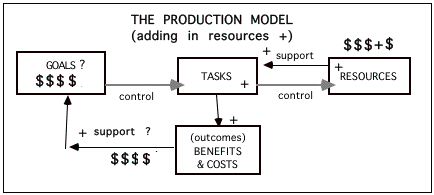 THE PRODUCTION MODEL
(adding in resources +)
$$$+$
+ support
GOALS ?
$$$$
control
TASKS
+
control
+
RESOURCES
+
+ support ?
$$$$
(outcomes)
BENEFITS
& COSTS